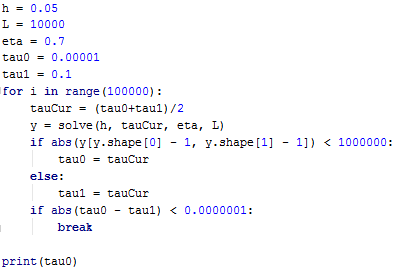 h = 0.05
L = 10000
eta = 0.7
tau0 = 0.00001
tau1 = 0.1
for i in range(100000):
    tauCur = (tau0+tau1)/2
    y = solve(h, tauCur, eta, L)
    if abs(y[y.shape[0] - 1, y.shape[1] - 1]) < 1000000:
        tau0 = tauCur
    else:
        tau1 = tauCur
    if abs(tau0 - tau1) < 0.0000001:
        break
print(tau0)